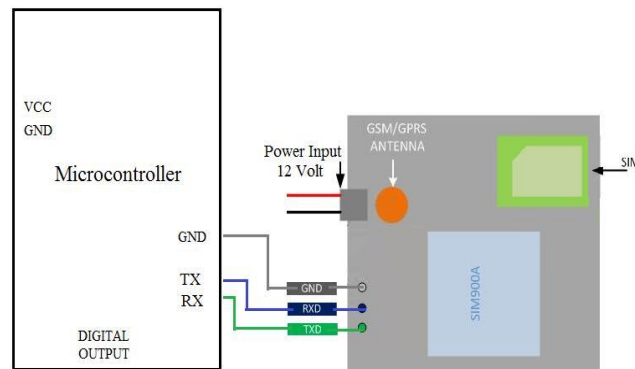 VCC
GND
Microcontroller
GND
TX
RX
DIGITAL
OUTPUT
Power Input
12 Volt
GSM/GPRS
ANTENNA
SIM
GND
RXD
TXD
SIM900A